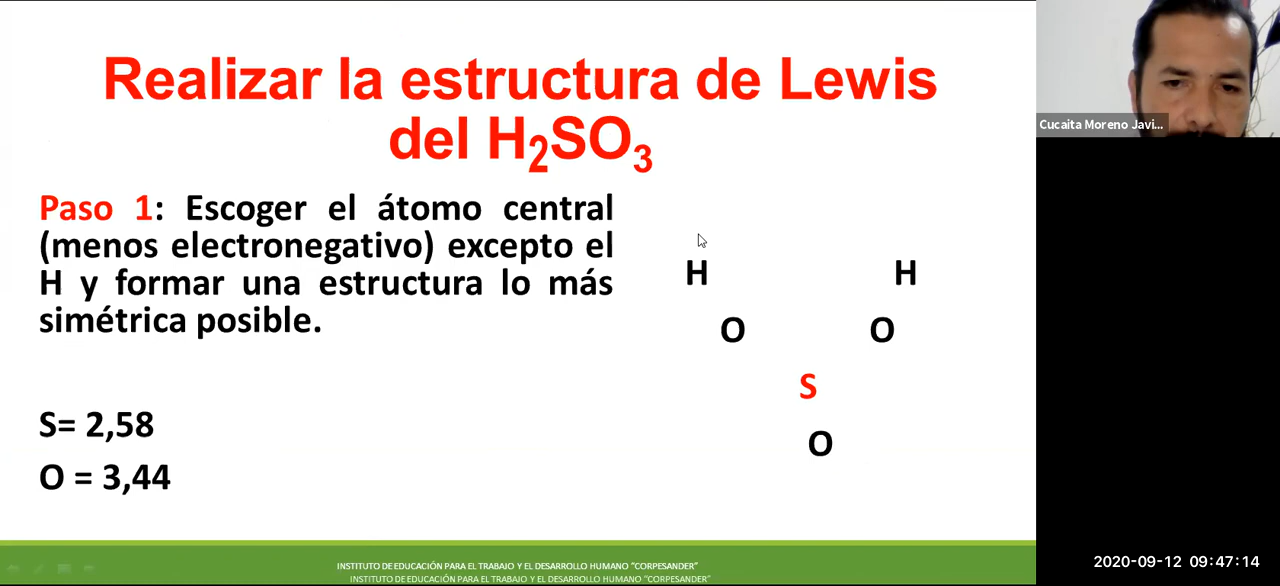 Realizar la estructura de Lewis
del H₂SO₃
Paso 1: Escoger el átomo central
(menos electronegativo) excepto el
H y formar una estructura lo más
simétrica posible.
S= 2,58
O = 3,44
H H
O O
S
O
INSTITUTO DE EDUCACIÓN PARA EL TRABAJO Y EL DESARROLLO HUMANO “CORPESANDER”
INSTITUTO DE EDUCACIÓN PARA EL TRABAJO Y EL DESARROLLO HUMANO “CORPESANDER”
Cucaita Moreno Javi...
2020-09-12 09:47:14